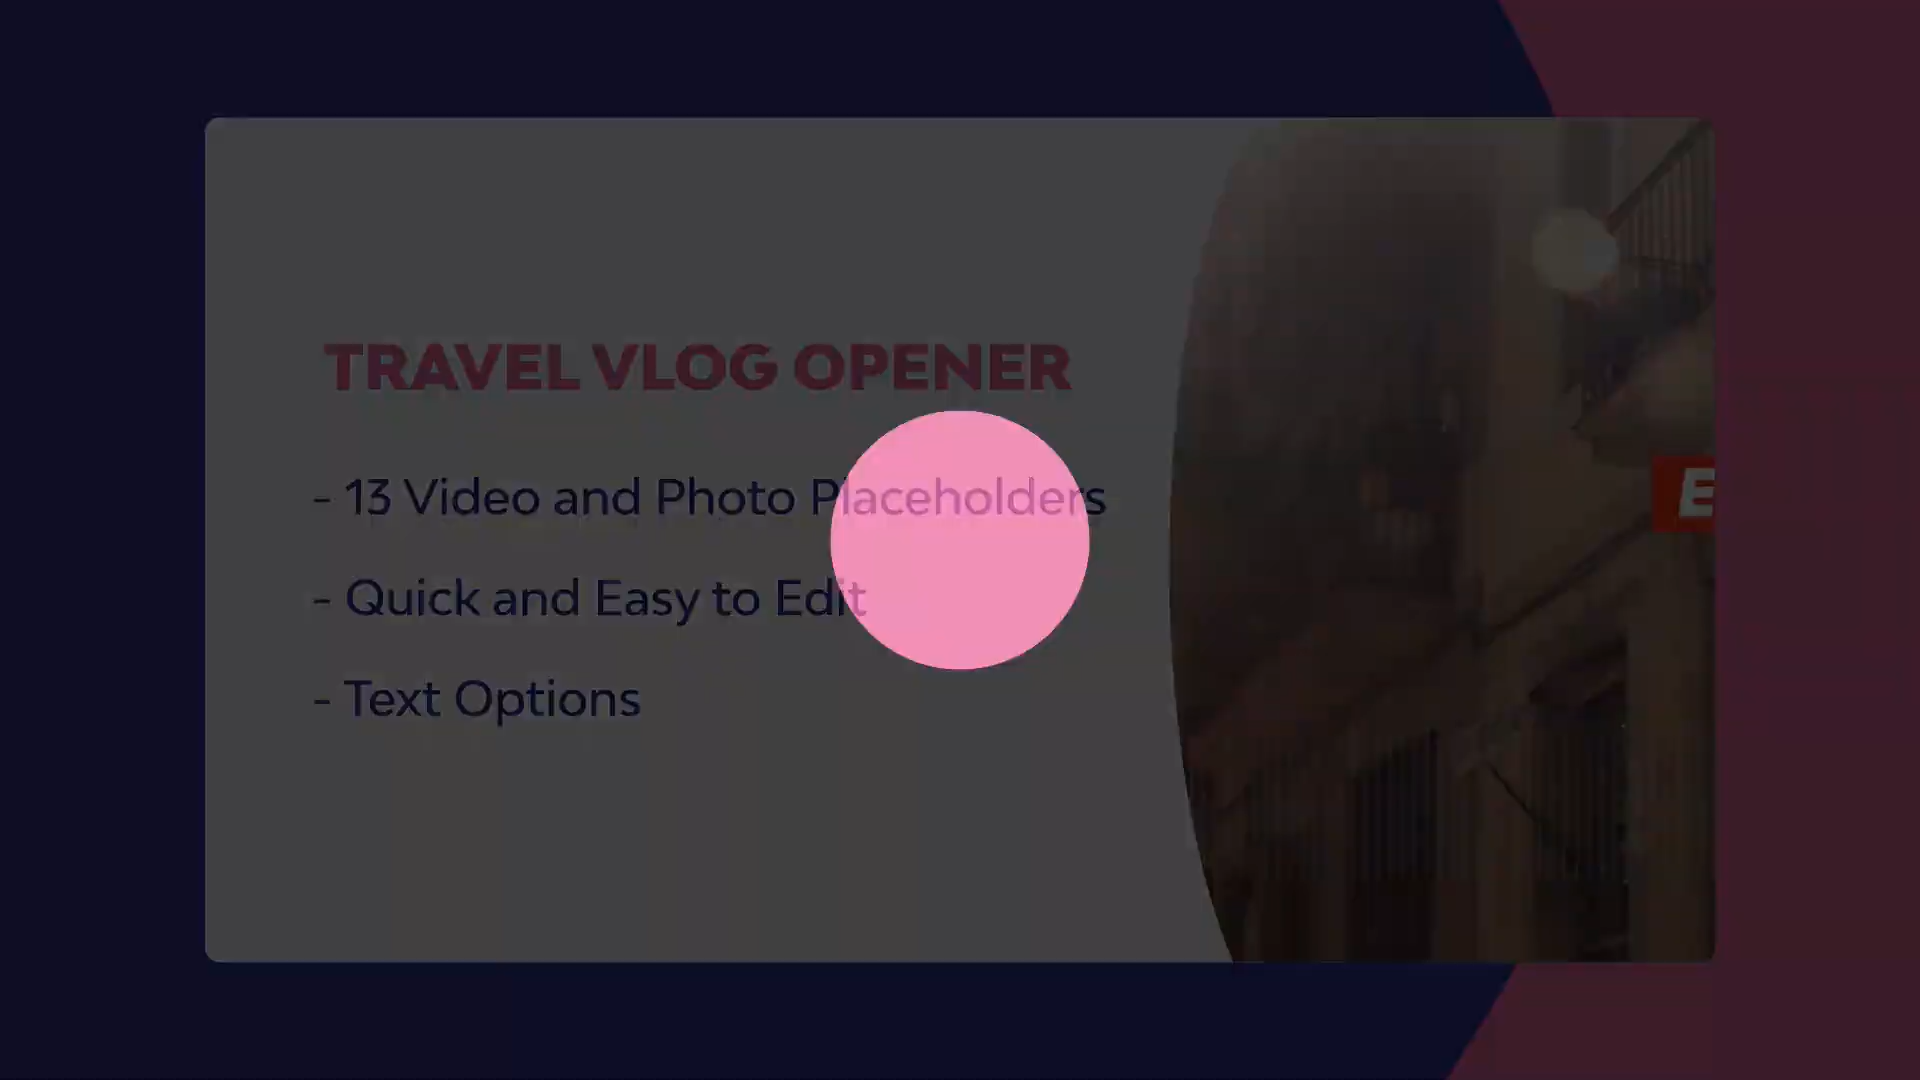 TRAVEL VLOG OPENER
- 13 Video and Photo Placeholders
- Quick and Easy to Edit
- Text Options
E